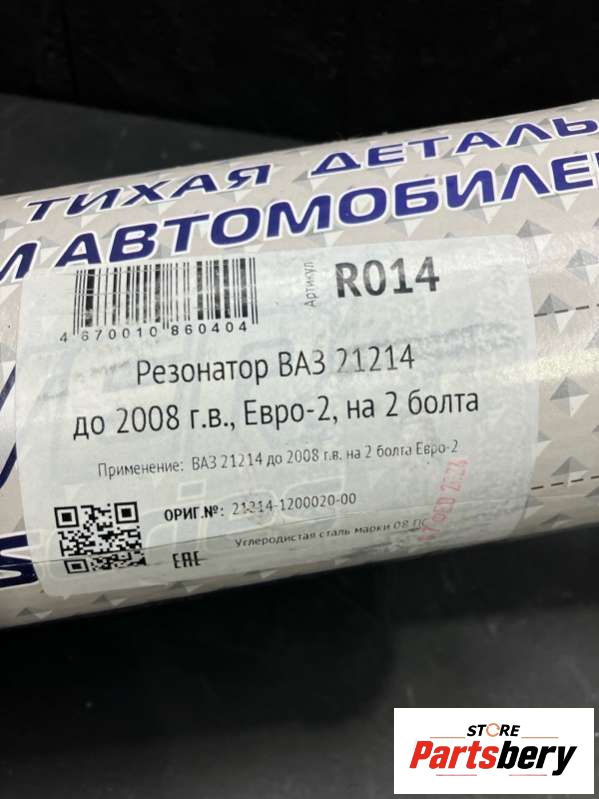 ТИХАЯ ДЕТАЛЬ
АВТОМОБИЛЕ
Артикул R014
4 670010 860404
Резонатор ВАЗ 21214
до 2008 г.в., Евро-2, на 2 болта
Применение: ВАЗ 21214 до 2008 г.в. на 2 болта Евро-2
ОРИГ.№: 21214-1200020-00
Углеродистая сталь марки 08
EAC
STORE
Partsbery